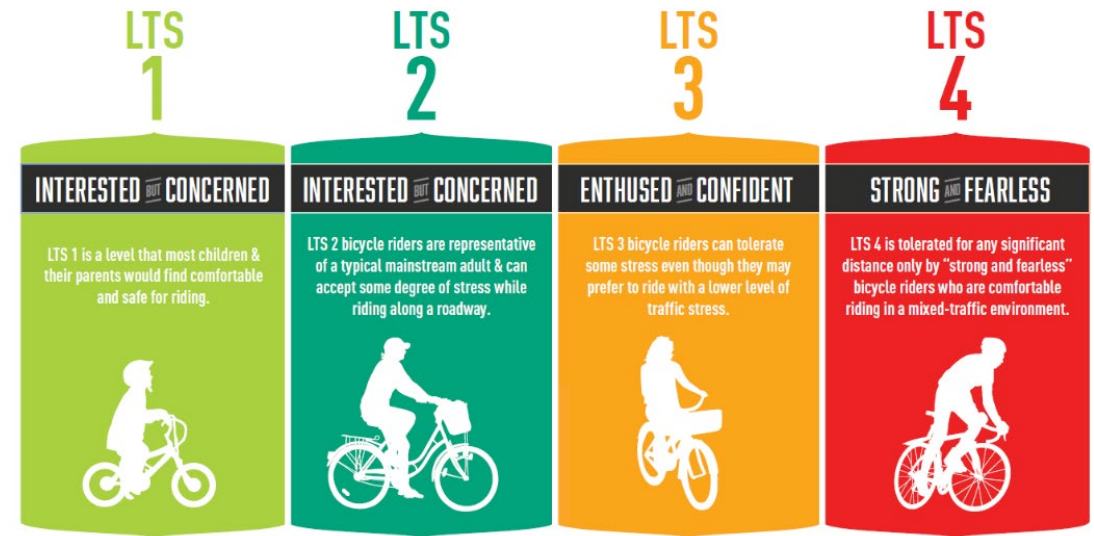 LTS
1
INTERESTED BUT CONCERNED
LTS 1 is a level that most children &
their parents would find comfortable
and safe for riding.
LTS
2
INTERESTED BUT CONCERNED
LTS 2 bicycle riders are representative
of a typical mainstream adult & can
accept some degree of stress while
riding along a roadway.
LTS
3
ENTHUSED AND CONFIDENT
LTS 3 bicycle riders can tolerate
some stress even though they may
prefer to ride with a lower level of
traffic stress.
LTS
4
STRONG AND FEARLESS
LTS 4 is tolerated for any significant
distance only by “strong and fearless”
bicycle riders who are comfortable
riding in a mixed-traffic environment.